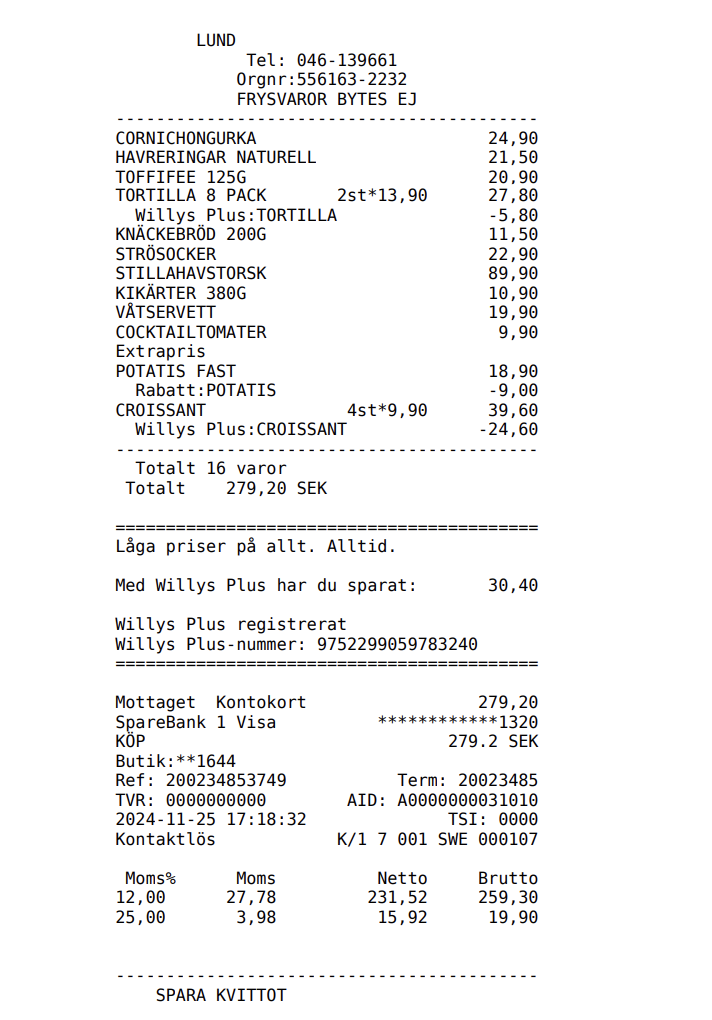 LUND
Tel: 046-139661
Orgnr:556163-2232
FRYSVAROR BYTES EJ
------------------------------------------
CORNICHONGURKA 24,90
HAVRERINGAR NATURELL 21,50
TOFFIFEE 125G 20,90
TORTILLA 8 PACK 2st*13,90 27,80
Willys Plus:TORTILLA -5,80
KNÄCKEBRÖD 200G 11,50
STRÖSOCKER 22,90
STILLAHAVSTORSK 89,90
KIKÄRTER 380G 10,90
VÅTSERVETT 19,90
COCKTAILTOMATER 9,90
Extrapris
POTATIS FAST 18,90
Rabatt:POTATIS -9,00
CROISSANT 4st*9,90 39,60
Willys Plus:CROISSANT -24,60
------------------------------------------
Totalt 16 varor
Totalt 279,20 SEK
==========================================
Låga priser på allt. Alltid.
Med Willys Plus har du sparat: 30,40
Willys Plus registrerat
Willys Plus-nummer: 9752299059783240
==========================================
Mottaget Kontokort 279,20
SpareBank 1 Visa ************1320
KÖP 279.2 SEK
Butik:**1644
Ref: 200234853749 Term: 20023485
TVR: 0000000000 AID: A0000000031010
2024-11-25 17:18:32 TSI: 0000
Kontaktlös K/1 7 001 SWE 000107
Moms% Moms Netto Brutto
12,00 27,78 231,52 259,30
25,00 3,98 15,92 19,90
------------------------------------------
SPARA KVITTOT